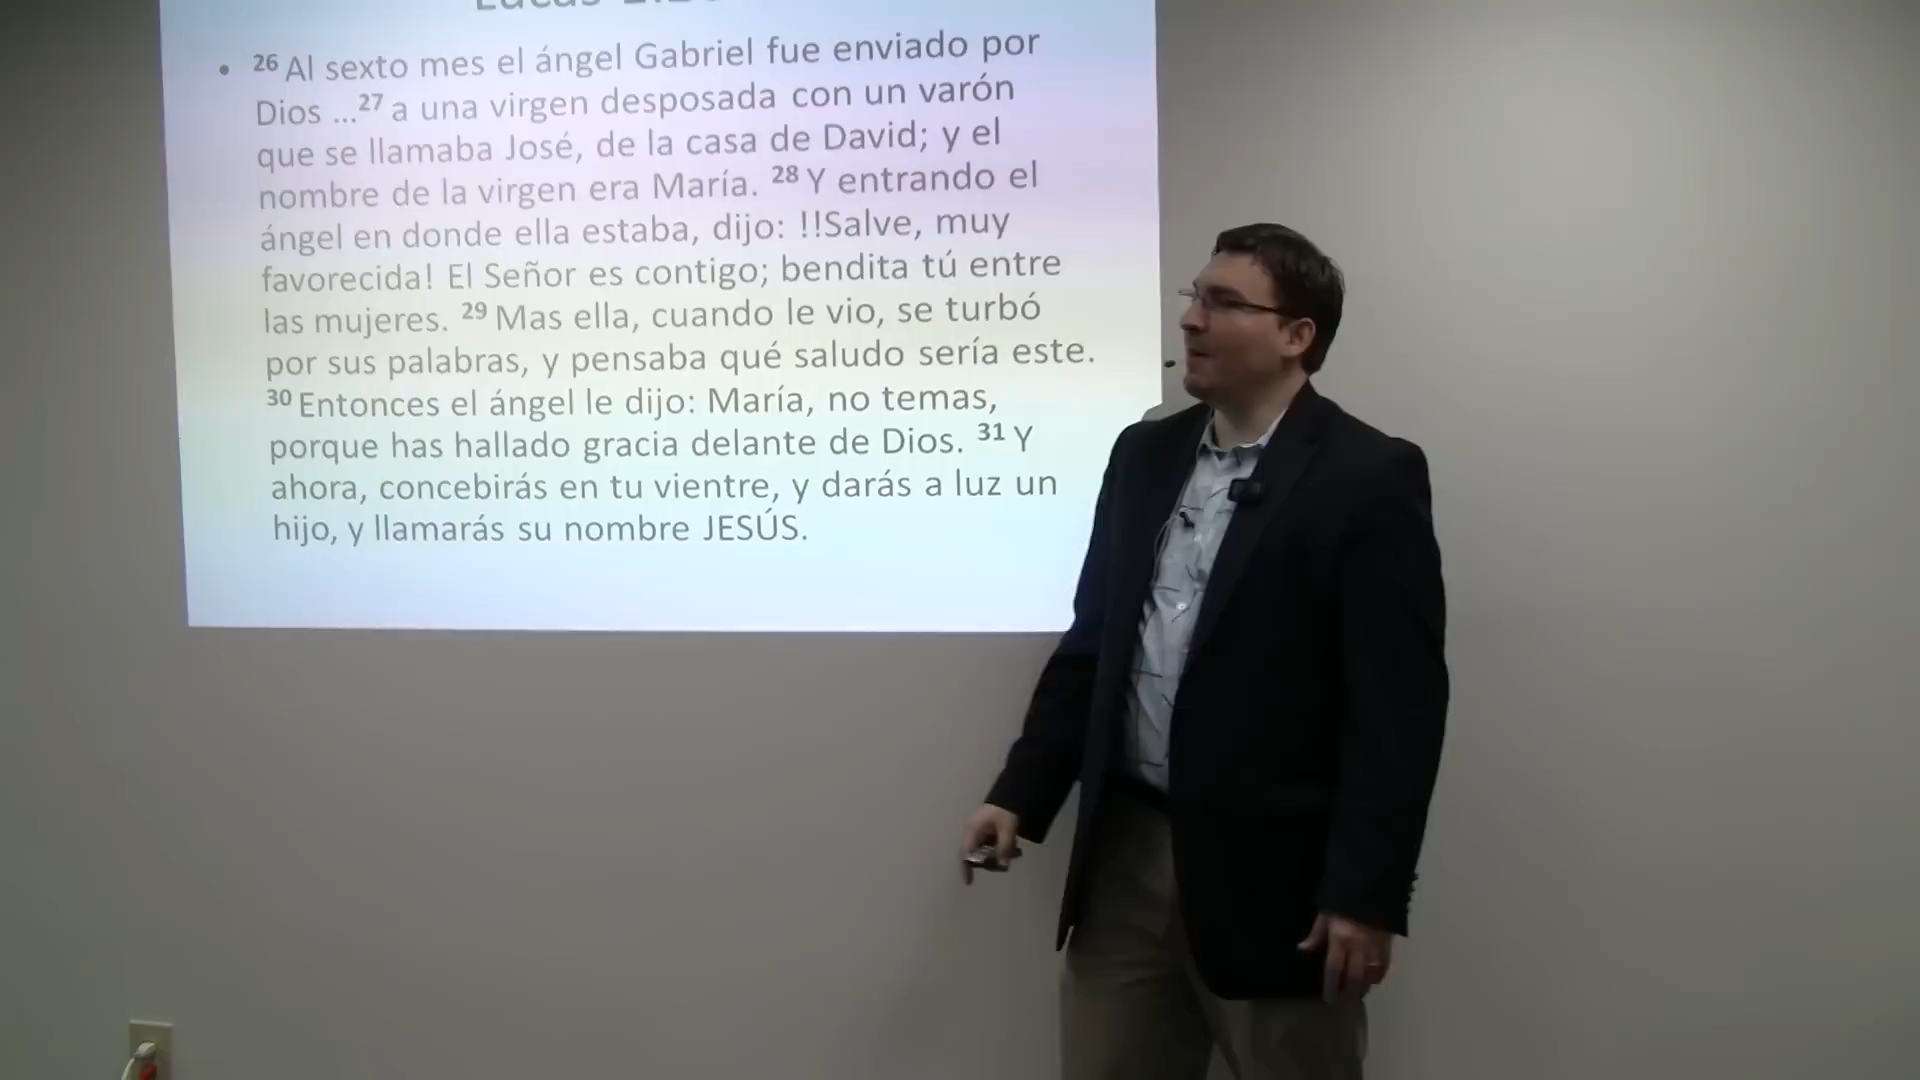 • 26 Al sexto mes el ángel Gabriel fue enviado por
Dios ...27 a una virgen desposada con un varón
que se llamaba José, de la casa de David; y el
nombre de la virgen era María. 28 Y entrando el
ángel en donde ella estaba, dijo: !!Salve, muy
favorecida! El Señor es contigo; bendita tú entre
las mujeres. 29 Mas ella, cuando le vio, se turbó
por sus palabras, y pensaba qué saludo sería este.
30 Entonces el ángel le dijo: María, no temas,
porque has hallado gracia delante de Dios. 31 Y
ahora, concebirás en tu vientre, y darás a luz un
hijo, y llamarás su nombre JESÚS.